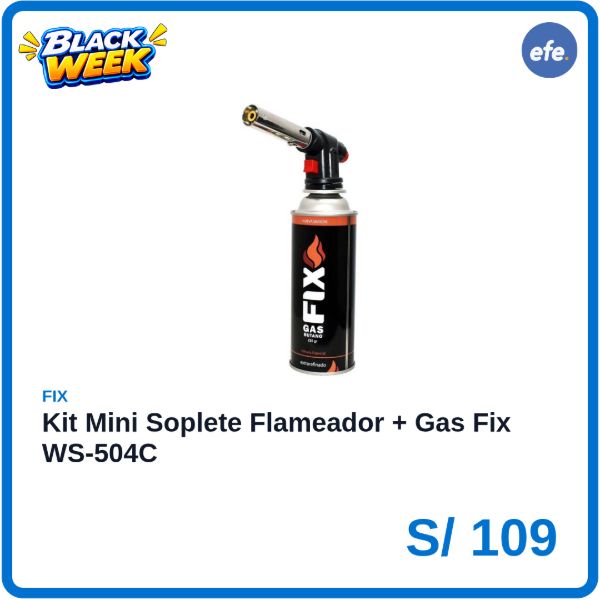 BLACK
WEEK
efe.
FIX
GAS
BUTANO
FIX
Kit Mini Soplete Flameador + Gas Fix
WS-504C
S/ 109